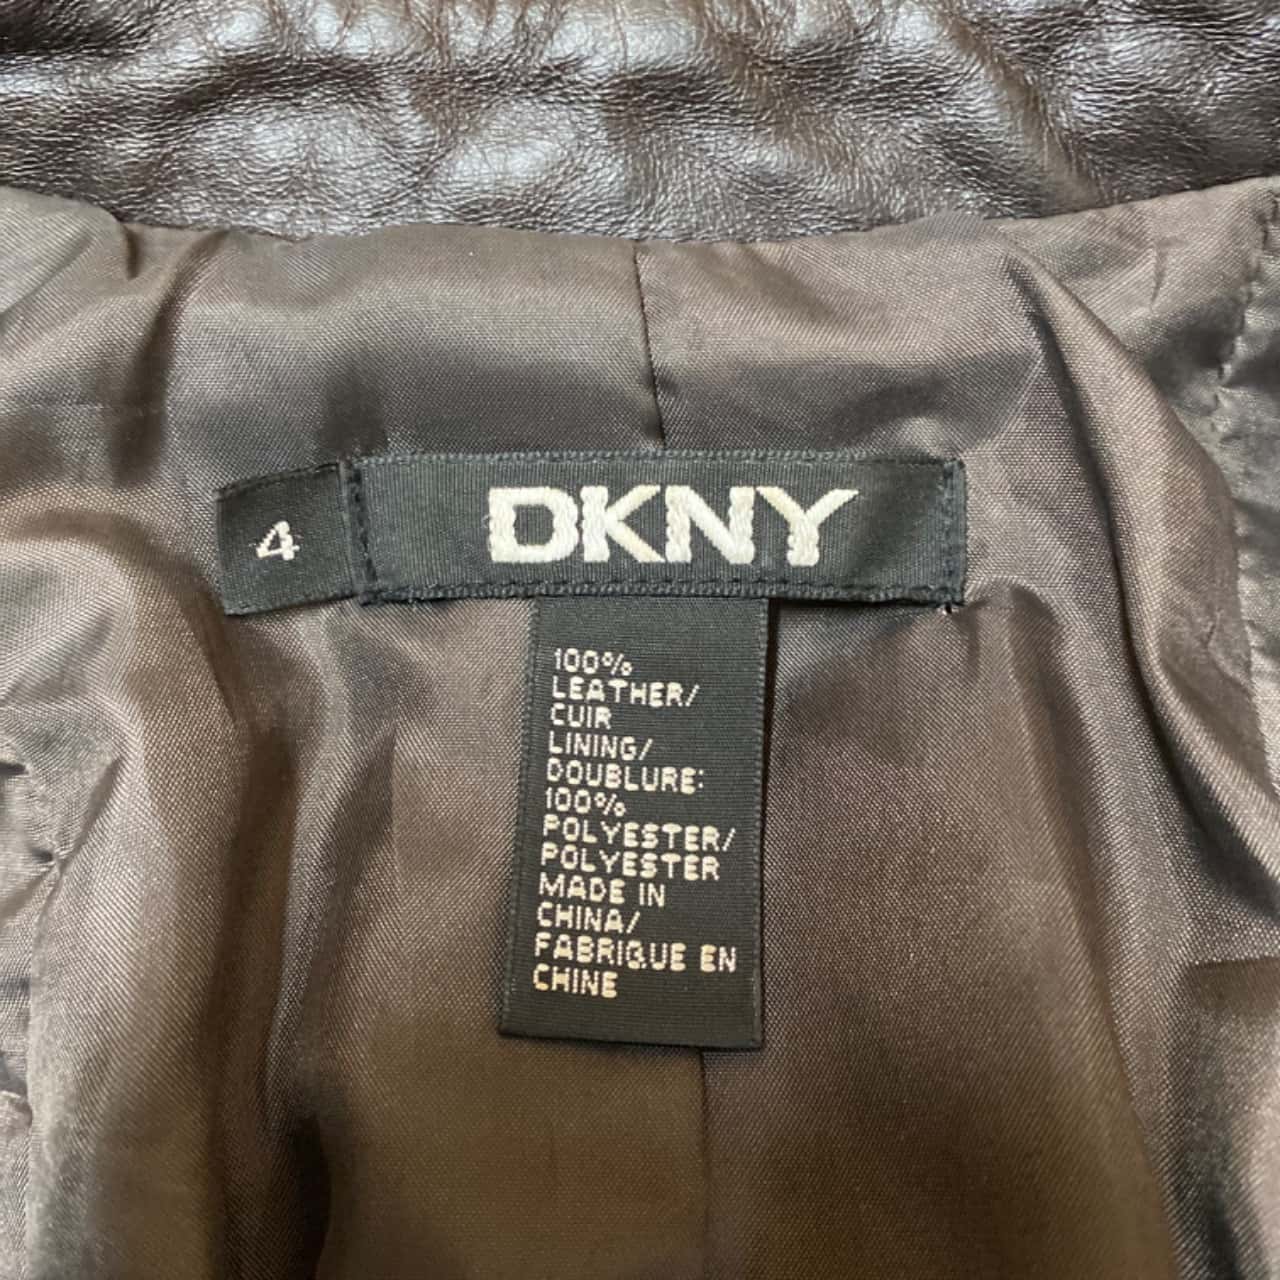 4
DKNY
100%
LEATHER/
CUIR
LINING/
DOUBLURE:
100%
POLYESTER/
POLYESTER
MADE IN
CHINA/
FABRIQUE EN
CHINE